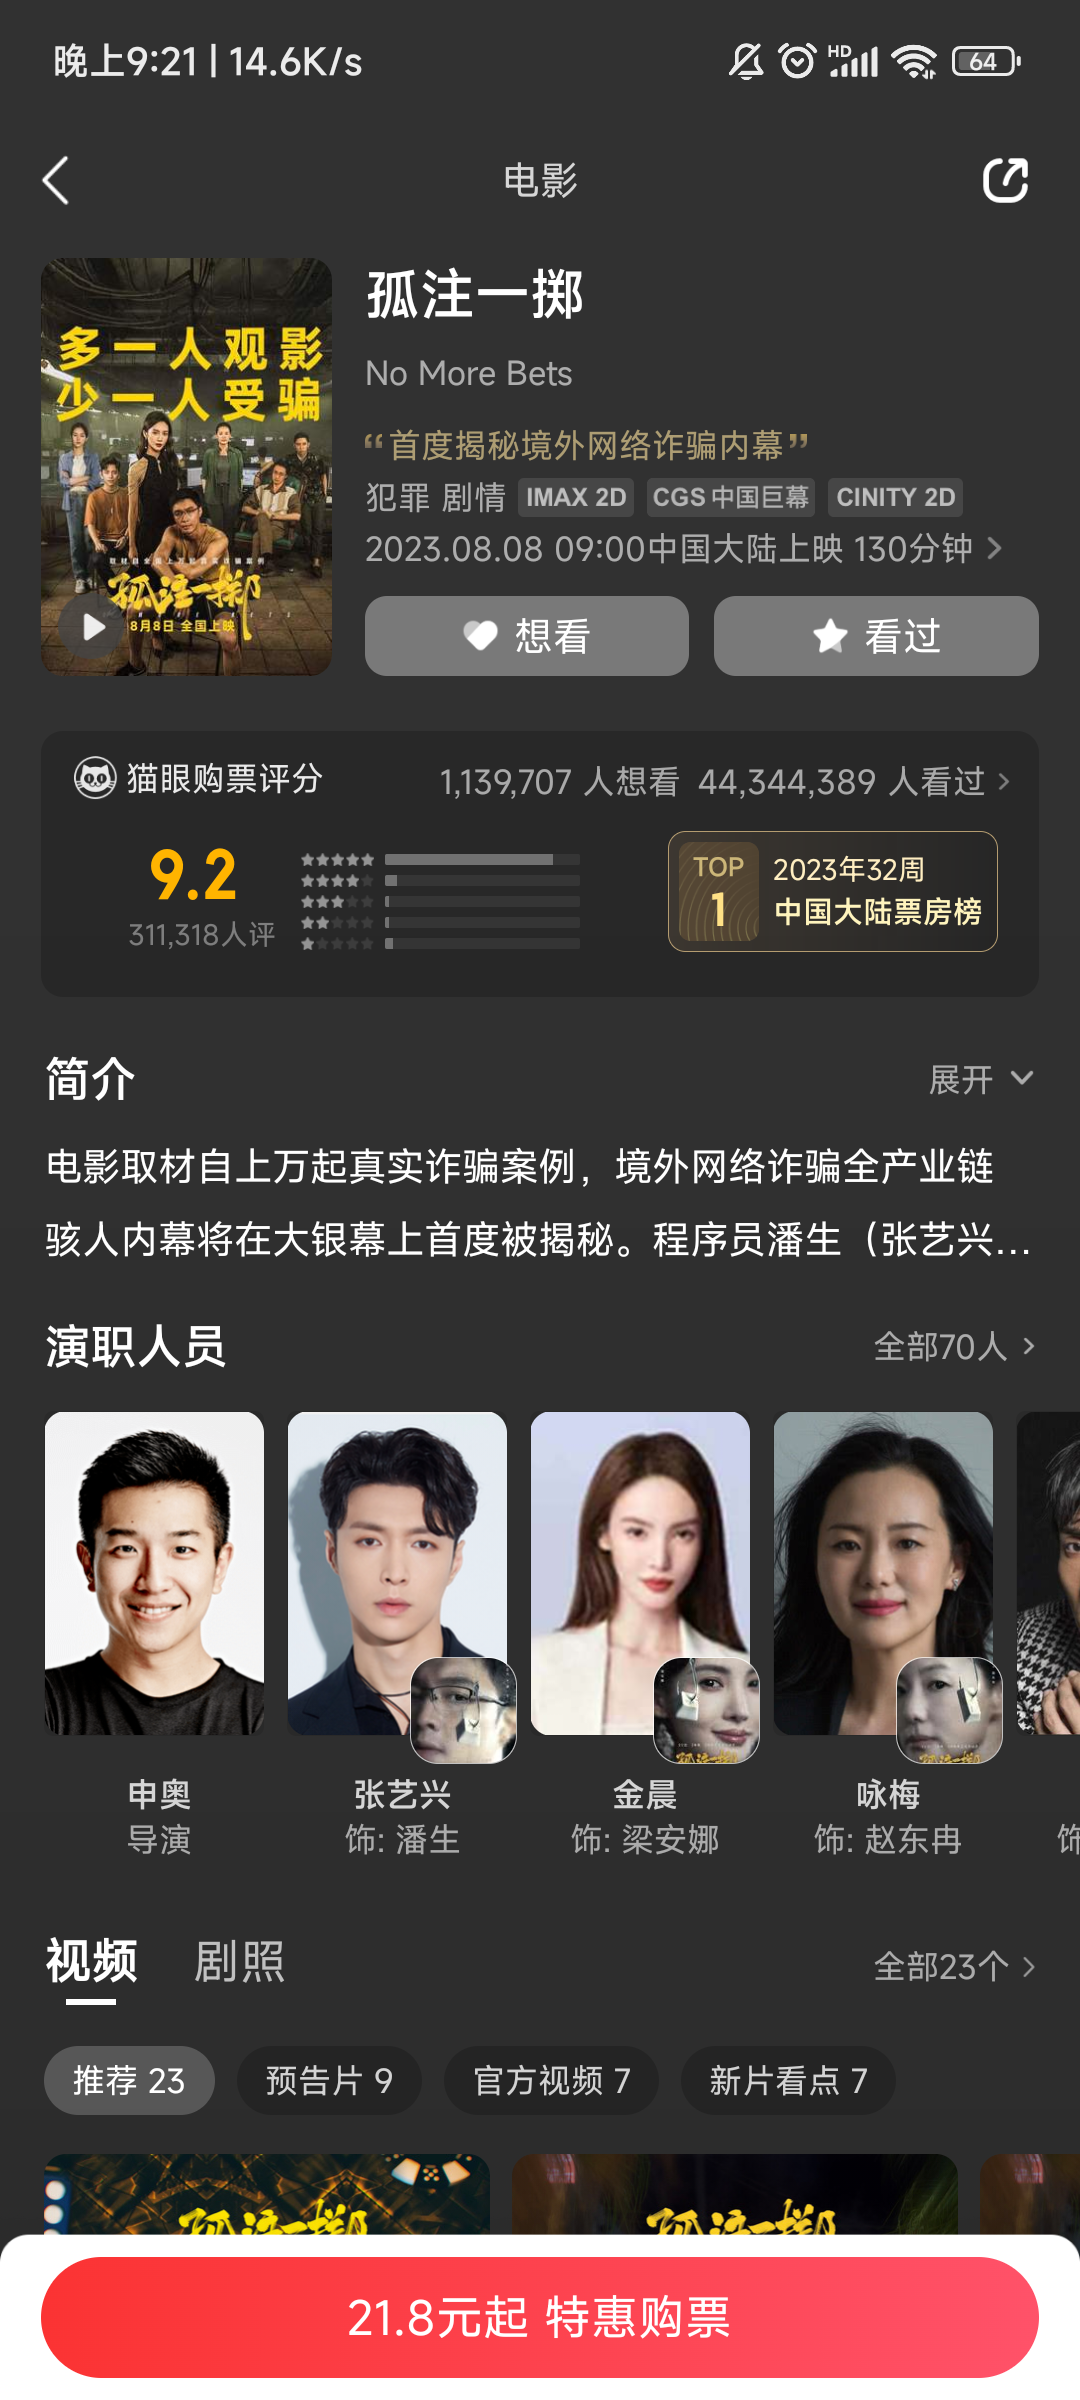 晚上9:21 | 14.6K/s
HD
64
电影
多一人观影
少一人受骗
孤注一掷
8月8日 全国上映
孤注一掷
No More Bets
“首度揭秘境外网络诈骗内幕”
犯罪 剧情 IMAX 2D CGS 中国巨幕 CINITY 2D
2023.08.08 09:00中国大陆上映 130分钟 >
想看
看过
猫眼购票评分
1,139,707 人想看 44,344,389 人看过 >
9.2
311,318人评
TOP
1
2023年32周
中国大陆票房榜
简介
展开
电影取材自上万起真实诈骗案例，境外网络诈骗全产业链
骇人内幕将在大银幕上首度被揭秘。程序员潘生（张艺兴...
演职人员
全部70人 >
申奥
导演
张艺兴
饰: 潘生
金晨
饰: 梁安娜
咏梅
饰: 赵东冉
饰
视频
剧照
全部23个 >
推荐 23
预告片 9
官方视频 7
新片看点 7
孤注一掷
孤注一掷
21.8元起 特惠购票